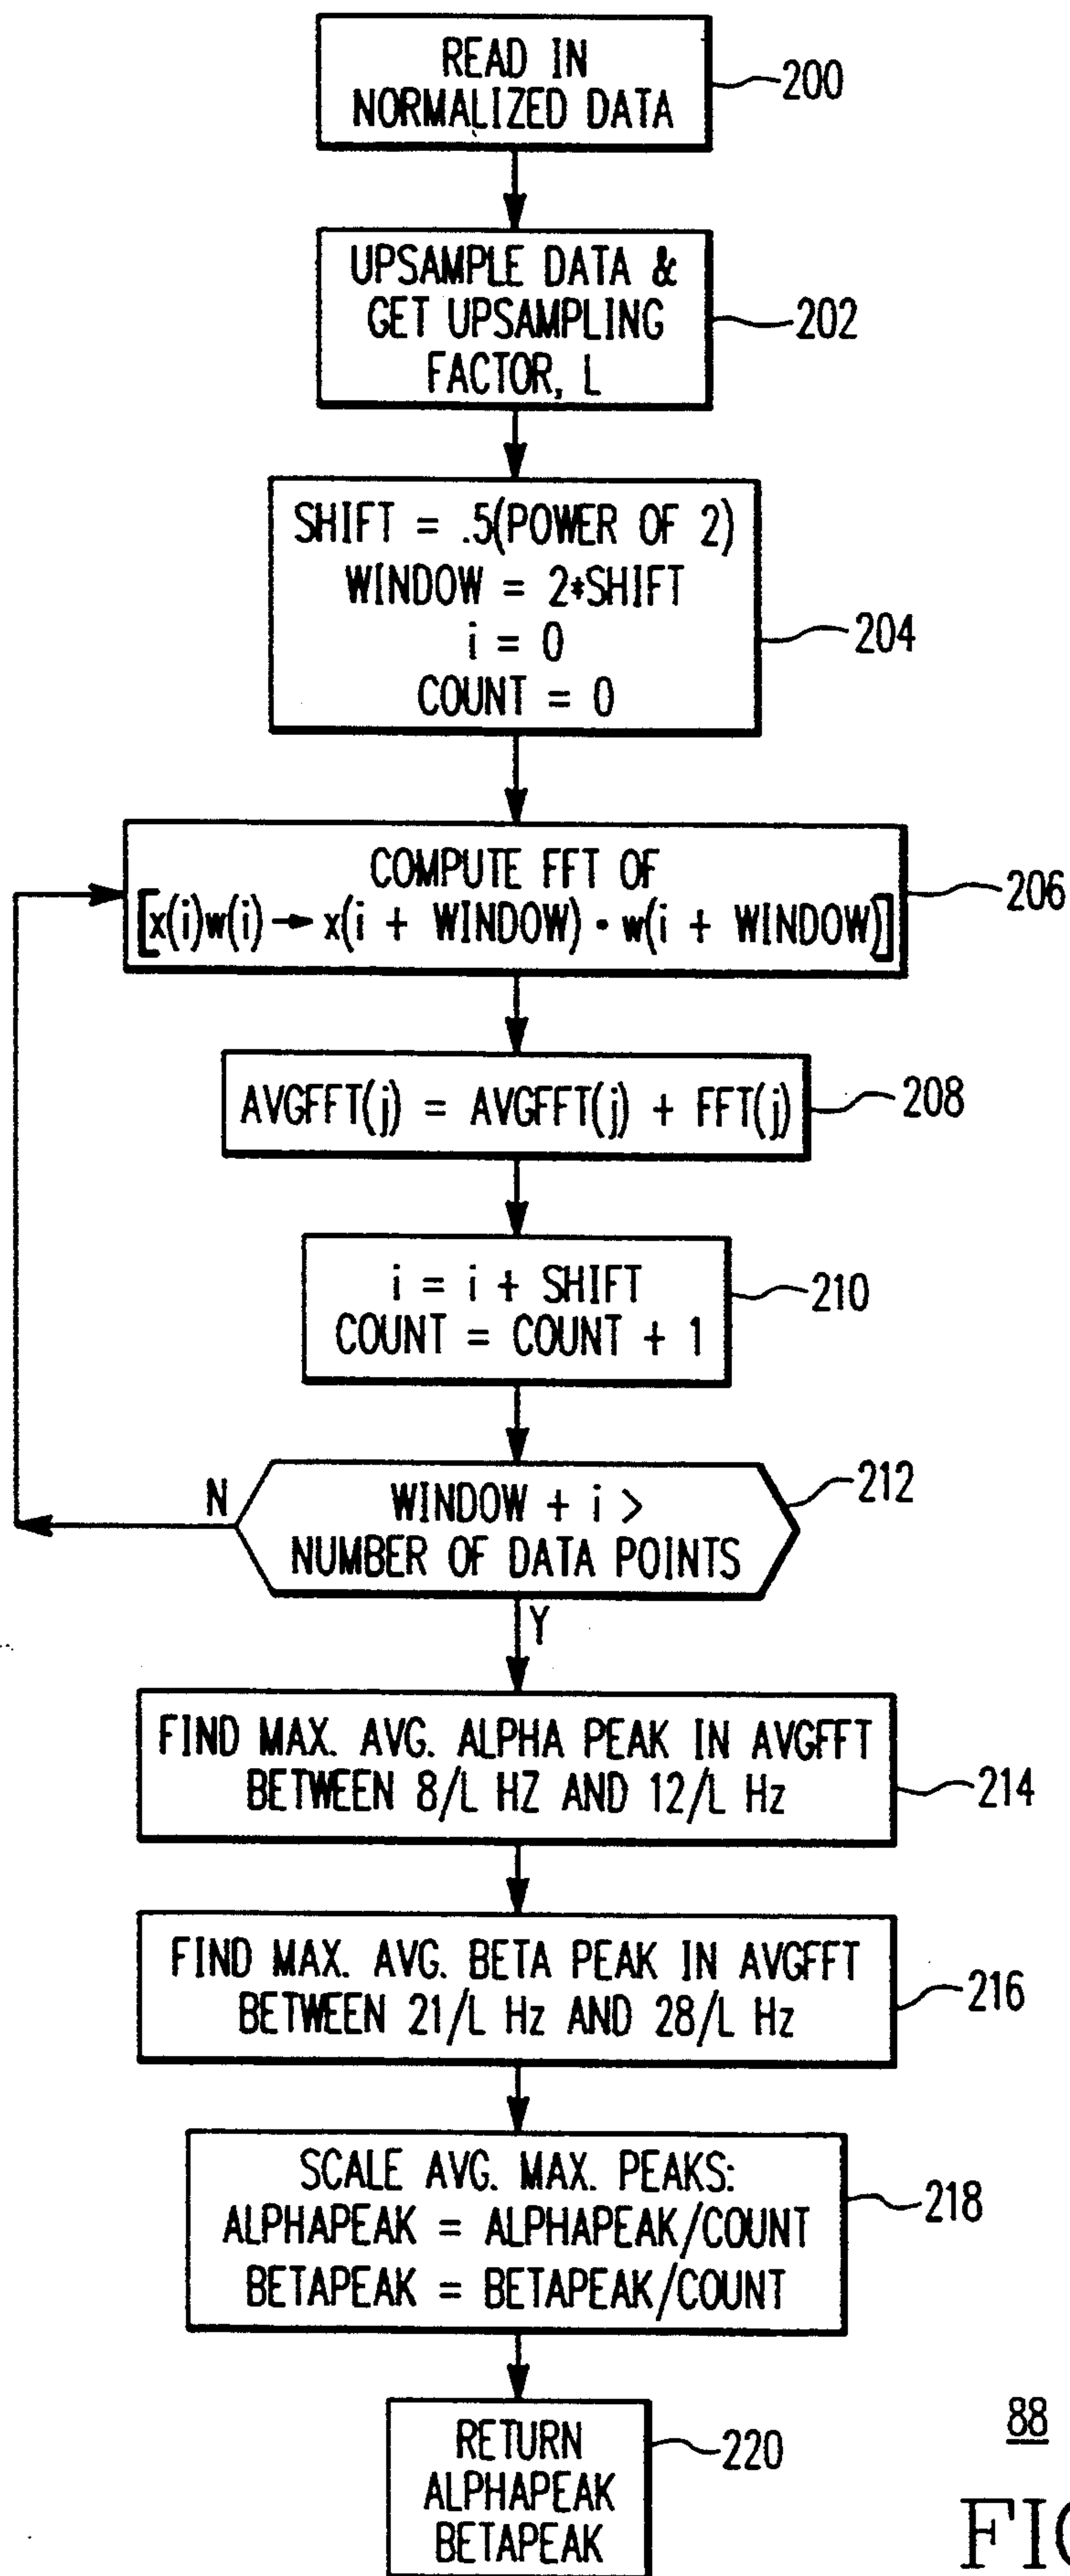 READ IN
NORMALIZED DATA
200
UPSAMPLE DATA &
GET UPSAMPLING
FACTOR, L
202
SHIFT = .5(POWER OF 2)
WINDOW = 2*SHIFT
i = 0
COUNT = 0
204
COMPUTE FFT OF
[x(i)w(i) → x(i + WINDOW) • w(i + WINDOW)]
206
AVGFFT(j) = AVGFFT(j) + FFT(j)
208
i = i + SHIFT
COUNT = COUNT + 1
210
N
WINDOW + i >
NUMBER OF DATA POINTS
212
Y
FIND MAX. AVG. ALPHA PEAK IN AVGFFT
BETWEEN 8/L HZ AND 12/L Hz
214
FIND MAX. AVG. BETA PEAK IN AVGFFT
BETWEEN 21/L Hz AND 28/L Hz
216
SCALE AVG. MAX. PEAKS:
ALPHAPEAK = ALPHAPEAK/COUNT
BETAPEAK = BETAPEAK/COUNT
218
RETURN
ALPHAPEAK
BETAPEAK
220
88